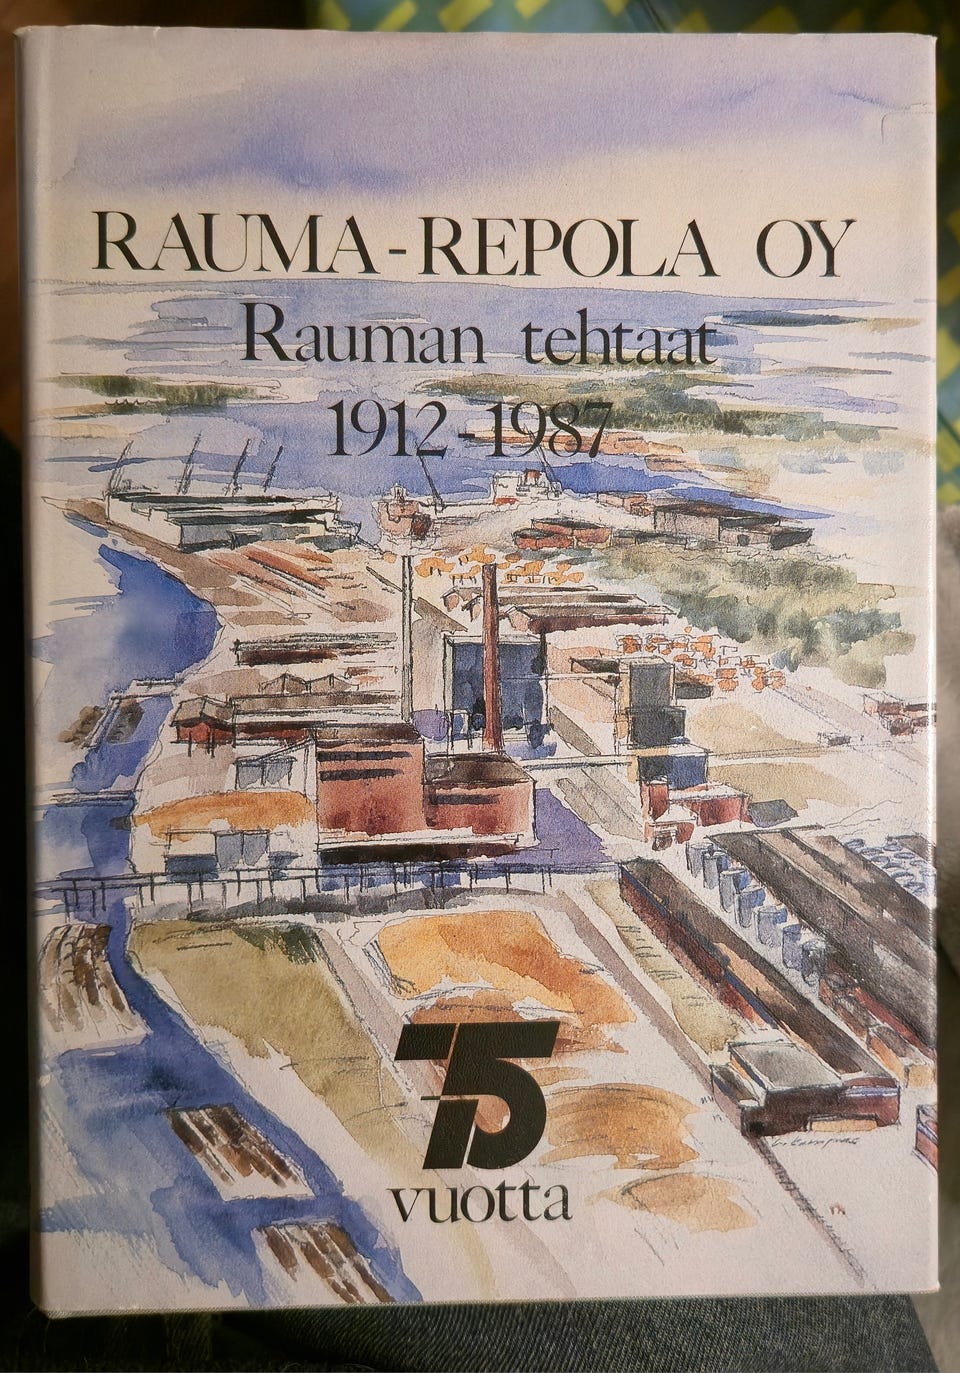 RAUMA-REPOLA OY
Rauman tehtaat
1912-1987
75
vuotta